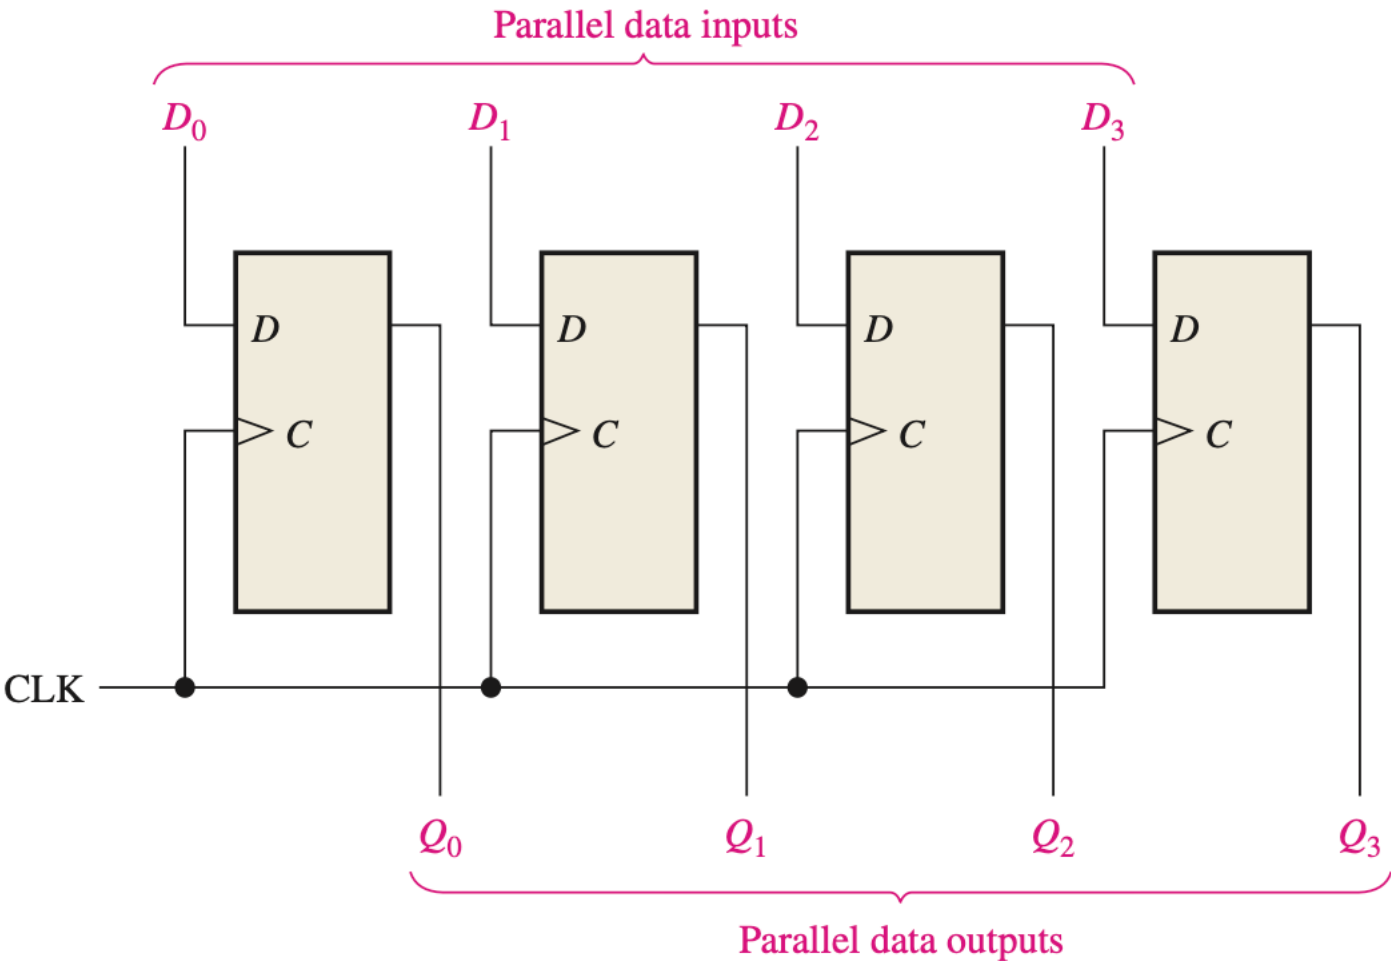 Parallel data inputs
D0 D1 D2 D3
D D D D
C C C C
CLK
Q0 Q1 Q2 Q3
Parallel data outputs